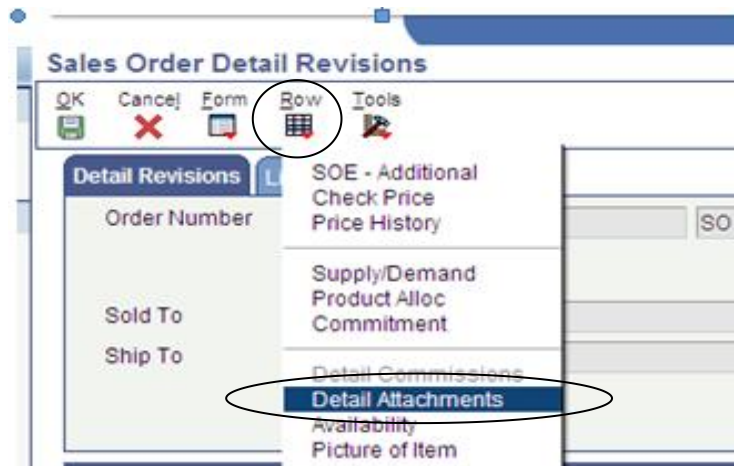 Sales Order Detail Revisions
OK Cancel Form Row Tools
Detail Revisions
SOE - Additional
Check Price
Order Number
Price History
SO
Supply/Demand
Product Alloc
Sold To
Commitment
Ship To
Detail Commissions
Detail Attachments
Availability
Picture of Item